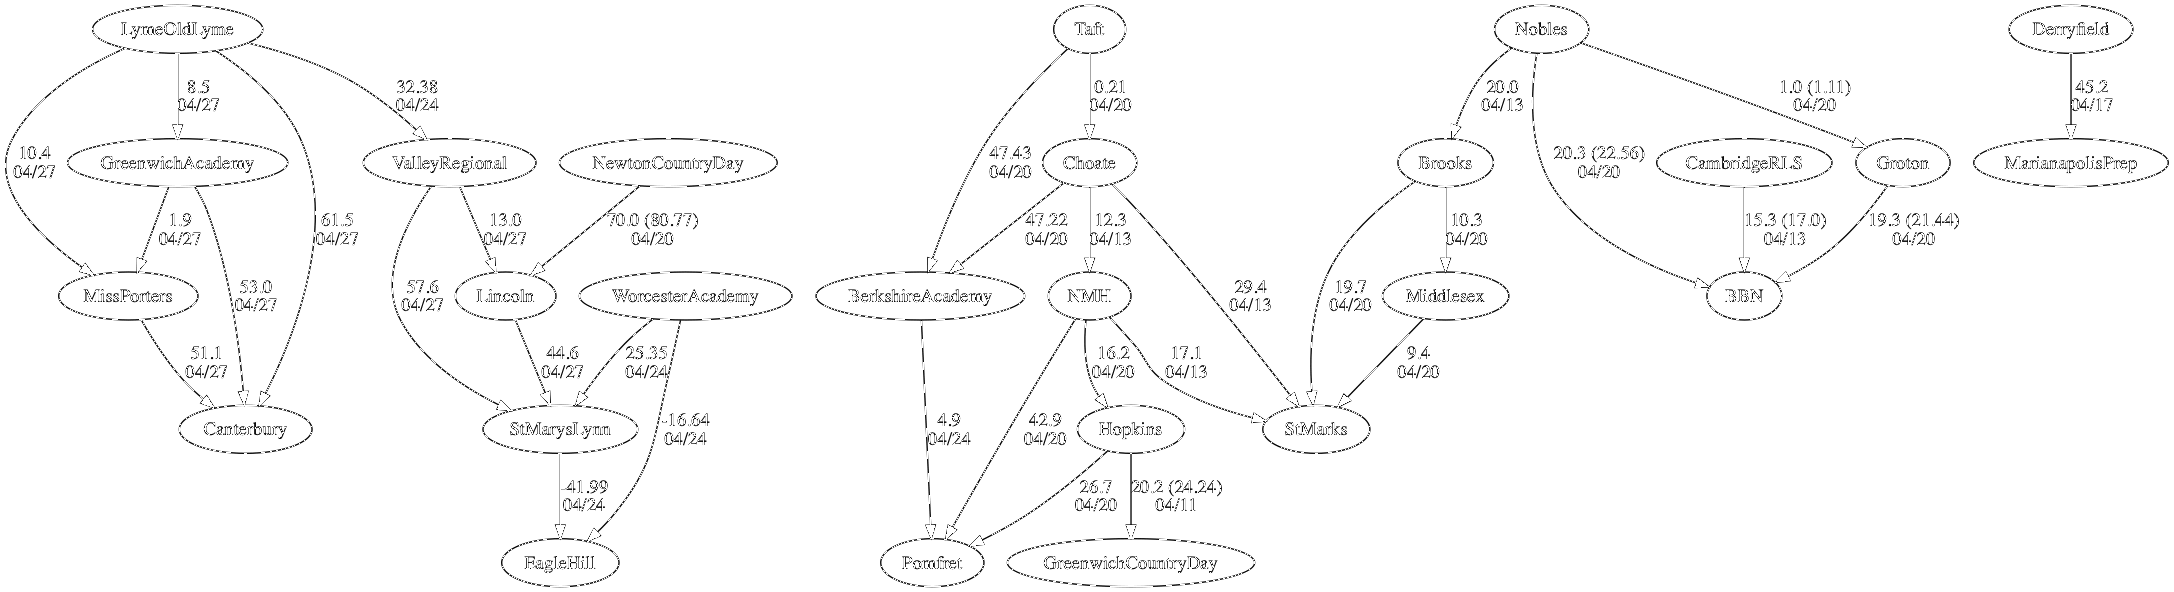 LymeOldLyme
Taft
Nobles
Derryfield
8.5
04/27
32.38
04/24
0.21
04/20
20.0
04/13
1.0 (1.11)
04/20
45.2
04/17
10.4
04/27
GreenwichAcademy
ValleyRegional
NewtonCountryDay
47.43
04/20
Choate
Brooks
20.3 (22.56)
04/20
CambridgeRLS
Groton
MarianapolisPrep
1.9
04/27
61.5
04/27
13.0
04/27
70.0 (80.77)
04/20
47.22
04/20
12.3
04/13
10.3
04/20
15.3 (17.0)
04/13
19.3 (21.44)
04/20
MissPorters
53.0
04/27
57.6
04/27
Lincoln
WorcesterAcademy
BerkshireAcademy
NMH
29.4
04/13
19.7
04/20
Middlesex
BBN
51.1
04/27
44.6
04/27
25.35
04/24
16.2
04/20
17.1
04/13
9.4
04/20
Canterbury
StMarysLynn
-16.64
04/24
4.9
04/24
42.9
04/20
Hopkins
StMarks
-41.99
04/24
26.7
04/20
20.2 (24.24)
04/11
EagleHill
Pomfret
GreenwichCountryDay